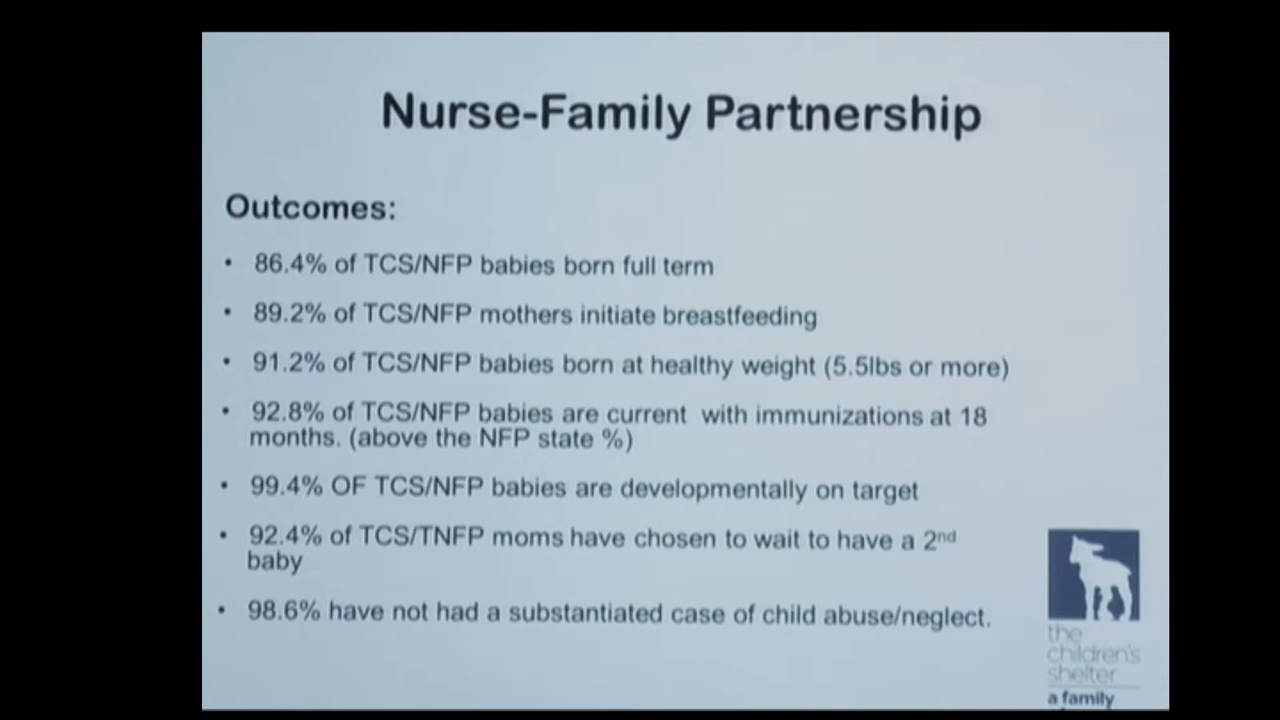 Nurse-Family Partnership
Outcomes:
• 86.4% of TCS/NFP babies born full term
• 89.2% of TCS/NFP mothers initiate breastfeeding
• 91.2% of TCS/NFP babies born at healthy weight (5.5lbs or more)
• 92.8% of TCS/NFP babies are current with immunizations at 18
months. (above the NFP state %)
• 99.4% OF TCS/NFP babies are developmentally on target
• 92.4% of TCS/TNFP moms have chosen to wait to have a 2nd
baby
• 98.6% have not had a substantiated case of child abuse/neglect.
the
children's
shelter
a family